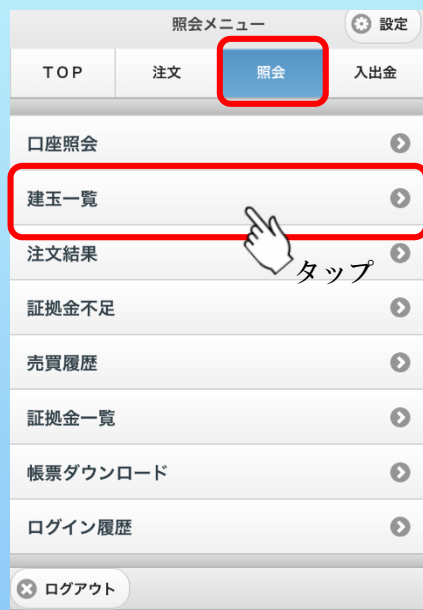 照会メニュー
設定
TOP 注文 照会 入出金
口座照会
建玉一覧
注文結果
タップ
証拠金不足
売買履歴
証拠金一覧
帳票ダウンロード
ログイン履歴
ログアウト